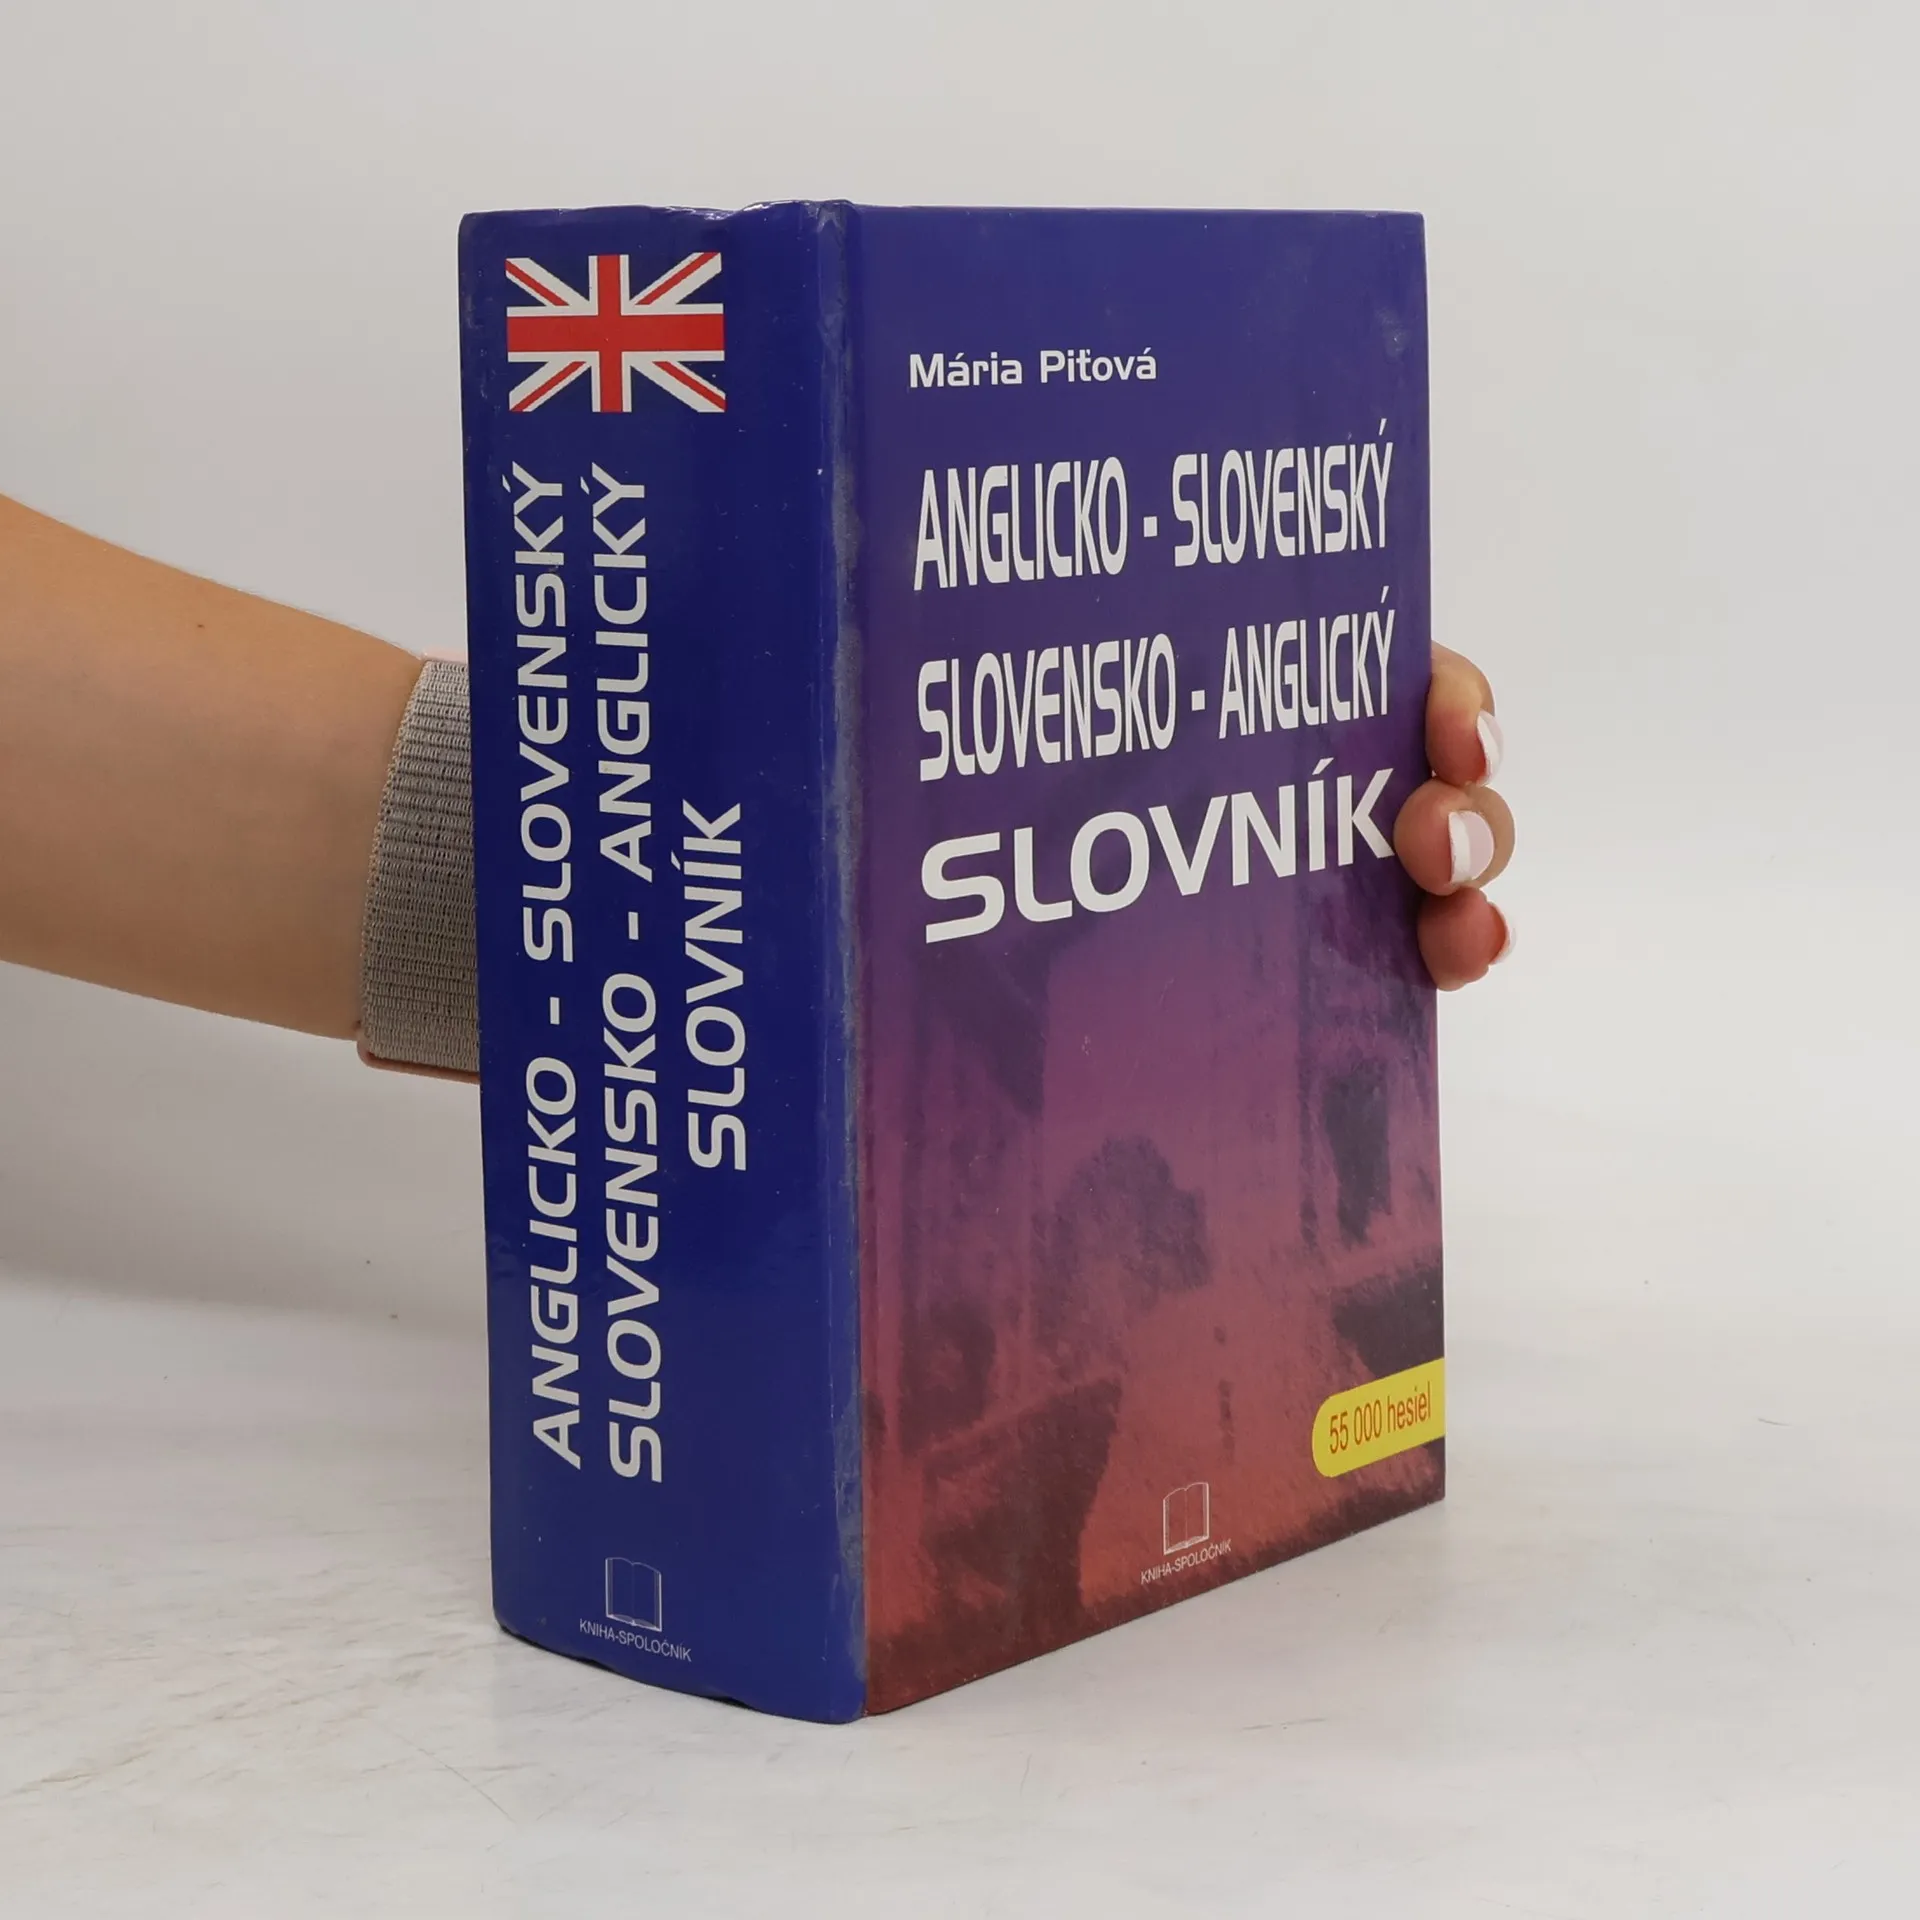 ANGLICKO - SLOVENSKÝ
SLOVENSKO - ANGLICKÝ
SLOVNÍK
KNIHA-SPOLOČNÍK
Mária Piťová
ANGLICKO - SLOVENSKÝ
SLOVENSKO - ANGLICKÝ
SLOVNÍK
55 000 hesiel
KNIHA-SPOLOČNÍK